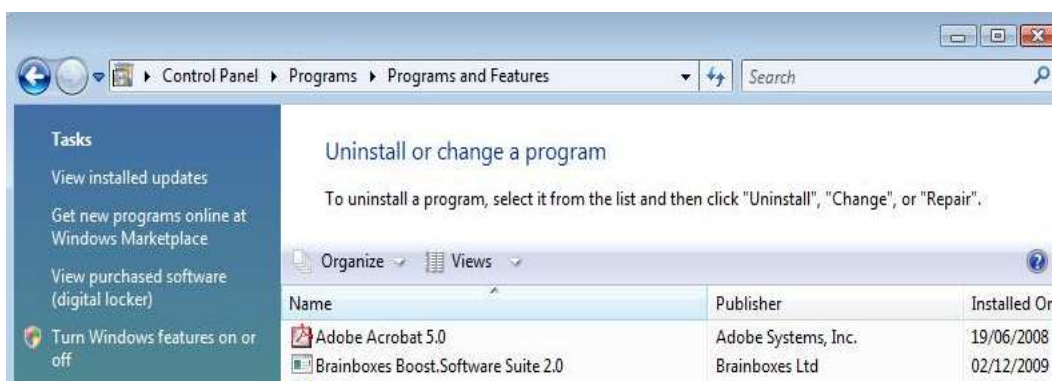 Control Panel Programs Programs and Features Search
Tasks
View installed updates
Get new programs online at
Windows Marketplace
View purchased software
(digital locker)
Turn Windows features on or
off
Uninstall or change a program
To uninstall a program, select it from the list and then click "Uninstall", "Change", or "Repair".
Organize Views
Name Publisher Installed Or
Adobe Acrobat 5.0 Adobe Systems, Inc. 19/06/2008
Brainboxes Boost.Software Suite 2.0 Brainboxes Ltd 02/12/2009